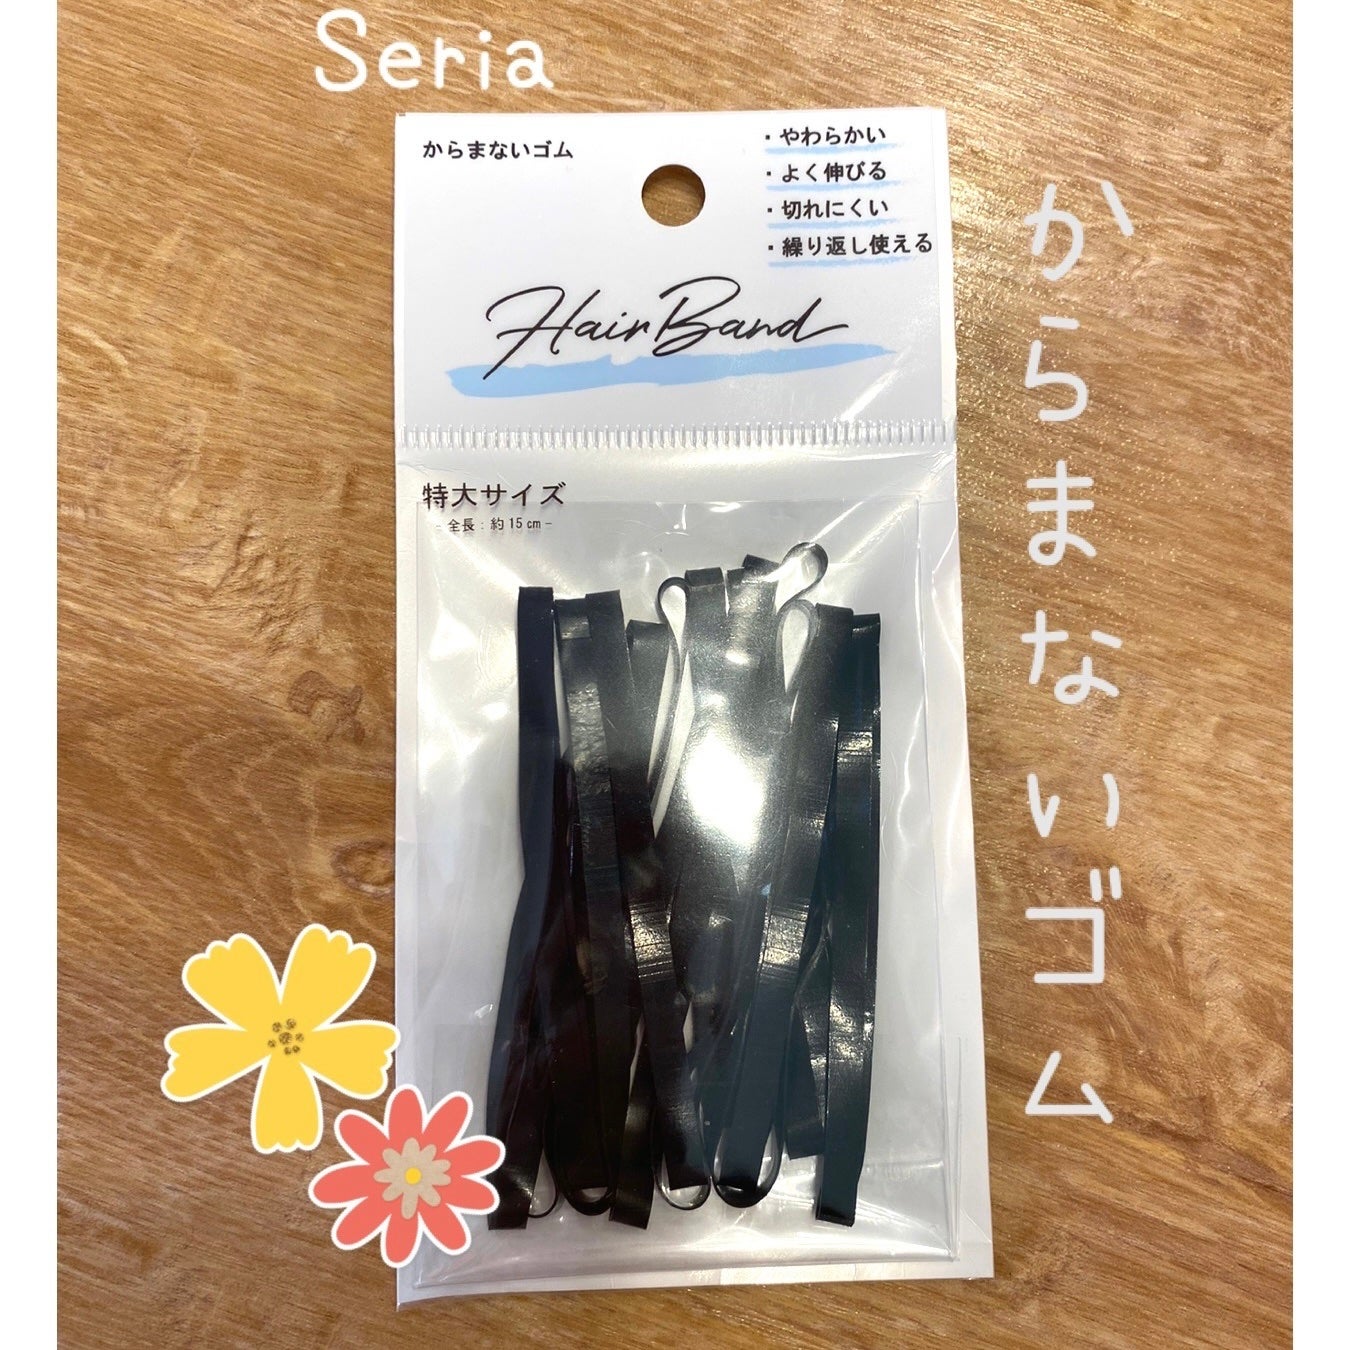 Seria
からまないゴム
・やわらかい
・よく伸びる
・切れにくい
・繰り返し使える
Hair Band
特大サイズ
- 全長:約15cm -
からまないゴム